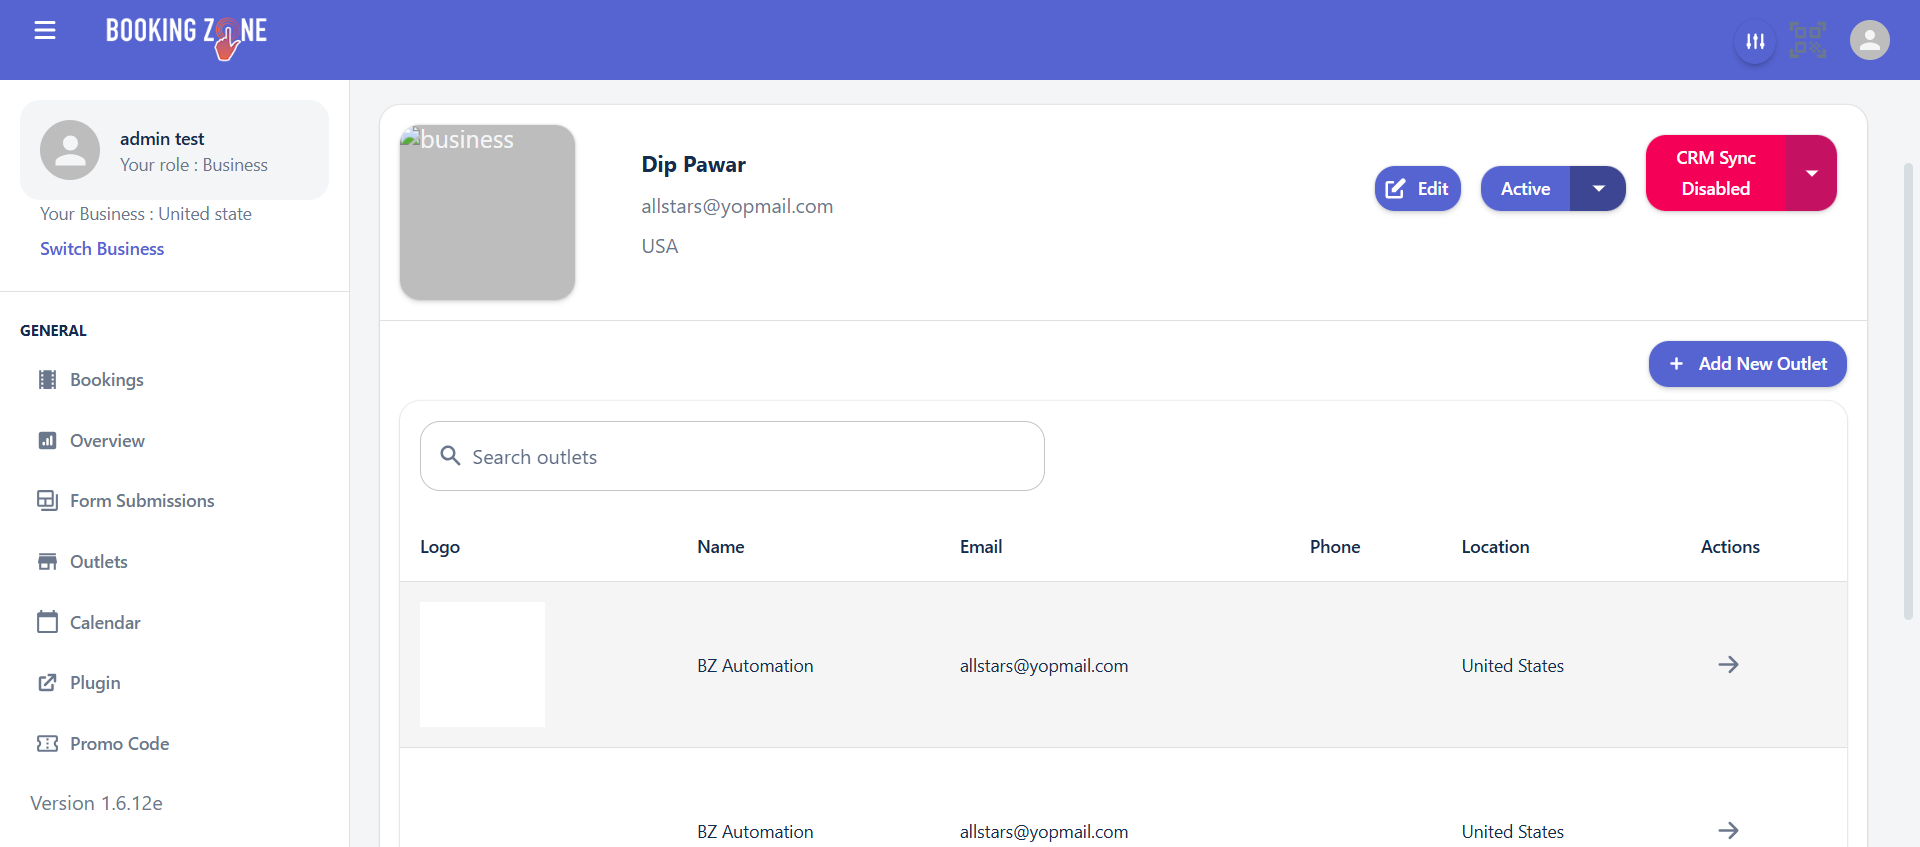 BOOKING ZONE
admin test
Your role : Business
Your Business : United state
Switch Business
GENERAL
Bookings
Overview
Form Submissions
Outlets
Calendar
Plugin
Promo Code
Version 1.6.12e
business
Dip Pawar
allstars@yopmail.com
USA
Edit
Active
CRM Sync
Disabled
Add New Outlet
Search outlets
Logo Name Email Phone Location Actions
BZ Automation allstars@yopmail.com United States
BZ Automation allstars@yopmail.com United States